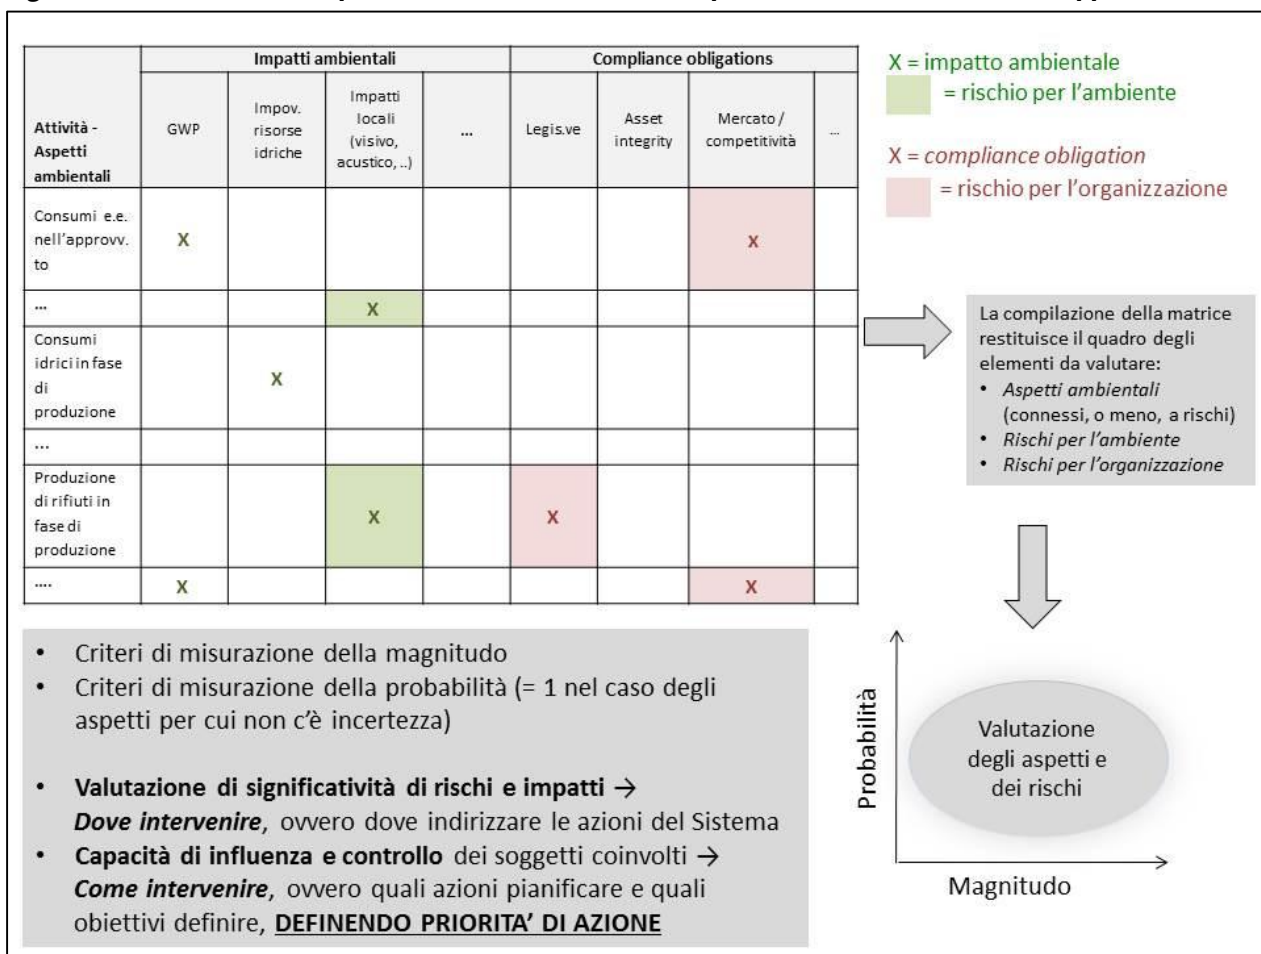 Impatti ambientali
Compliance obligations
Attività -
Aspetti
ambientali
GWP
Impov.
risorse
idriche
Impatti
locali
(visivo,
acustico, ..)
...
Legis.ve
Asset
integrity
Mercato /
competitività
...
Consumi e.e.
nell'approvv.
to
X
X
...
X
Consumi
idrici in fase
di
produzione
X
...
Produzione
di rifiuti in
fase di
produzione
X
X
....
X
X
X = impatto ambientale
= rischio per l'ambiente
X = compliance obligation
= rischio per l'organizzazione
La compilazione della matrice
restituisce il quadro degli
elementi da valutare:
• Aspetti ambientali
(connessi, o meno, a rischi)
• Rischi per l'ambiente
• Rischi per l'organizzazione
• Criteri di misurazione della magnitudo
• Criteri di misurazione della probabilità (= 1 nel caso degli
aspetti per cui non c'è incertezza)
• Valutazione di significatività di rischi e impatti →
Dove intervenire, ovvero dove indirizzare le azioni del Sistema
• Capacità di influenza e controllo dei soggetti coinvolti →
Come intervenire, ovvero quali azioni pianificare e quali
obiettivi definire, DEFINENDO PRIORITA' DI AZIONE
Probabilità
Valutazione
degli aspetti e
dei rischi
Magnitudo